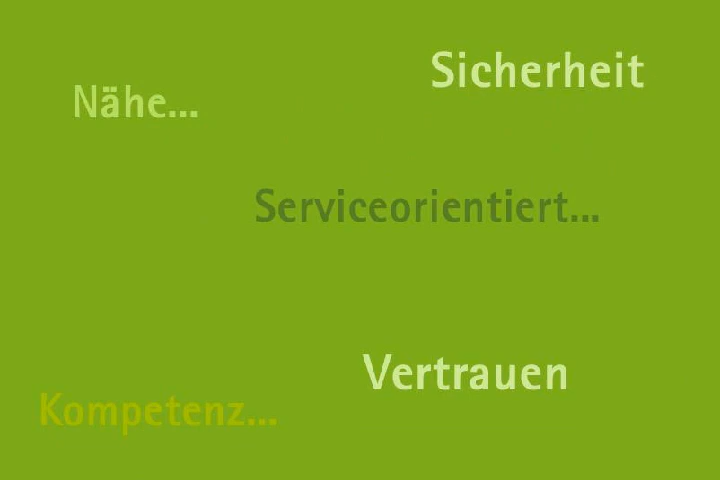 Sicherheit
Nähe...
Serviceorientiert...
Vertrauen
Kompetenz...